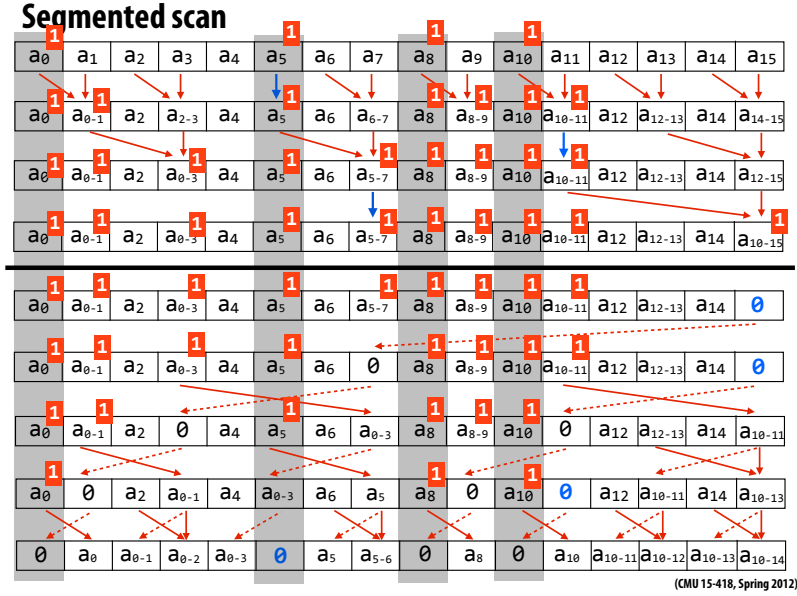 Segmented scan
1 1 1 1
a0 a1 a2 a3 a4 a5 a6 a7 a8 a9 a10 a11 a12 a13 a14 a15
1 1 1 1 1 1 1
a0 a0-1 a2-3 a5 a6-7 a8 a8-9 a10 a10-11 a12-13 a14-15
1 1 1 1 1 1 1 1 1
a0 a0-1 a2 a0-3 a4 a5 a6 a5-7 a8 a8-9 a10 a10-11 a12 a12-13 a14 a12-15
1 1 1 1 1 1 1 1 1 1
a0 a0-1 a2 a0-3 a4 a5 a6 a5-7 a8 a8-9 a10 a10-11 a12 a12-13 a14 a10-15
1 1 1 1 1 1 1 1 1
a0 a0-1 a2 a0-3 a4 a5 a6 a5-7 a8 a8-9 a10 a10-11 a12 a12-13 a14 0
1 1 1 1 1 1 1 1
a0 a0-1 a2 a0-3 a4 a5 a6 0 a8 a8-9 a10 a10-11 a12 a12-13 a14 0
1 1 1 1 1 1
a0 a0-1 a2 0 a4 a5 a6 a0-3 a8 a8-9 a10 0 a12 a12-13 a14 a10-11
1 1 1
a0 0 a2 a0-1 a4 a0-3 a6 a5 a8 0 a10 0 a12 a10-11 a14 a10-13
0 a0 a0-1 a0-2 a0-3 0 a5 a5-6 0 a8 0 a10 a10-11 a10-12 a10-13 a10-14
(CMU 15-418, Spring 2012)